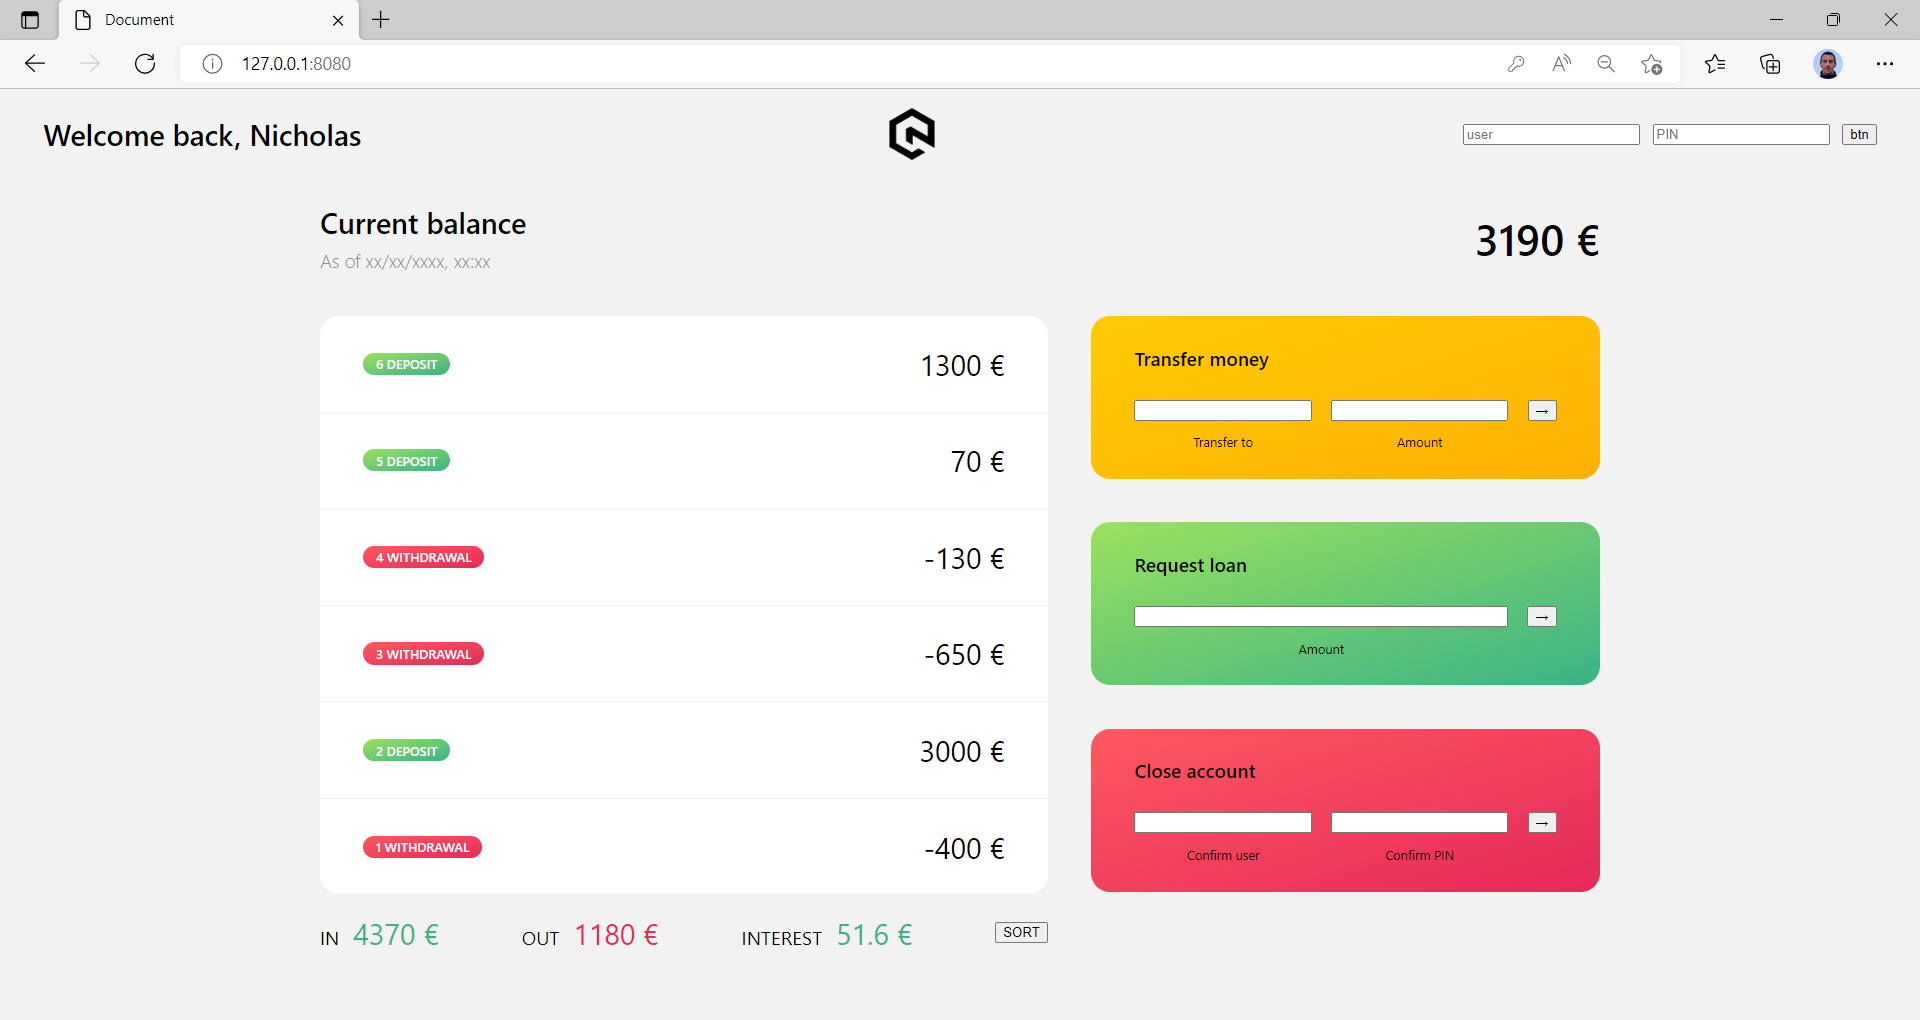 Document
127.0.0.1:8080
Welcome back, Nicholas
user
PIN
btn
Current balance
As of xx/xx/xxxx, xx:xx
3190 €
6 DEPOSIT
1300 €
5 DEPOSIT
70 €
4 WITHDRAWAL
-130 €
3 WITHDRAWAL
-650 €
2 DEPOSIT
3000 €
1 WITHDRAWAL
-400 €
IN 4370 €
OUT 1180 €
INTEREST 51.6 €
SORT
Transfer money
→
Transfer to
Amount
Request loan
→
Amount
Close account
→
Confirm user
Confirm PIN